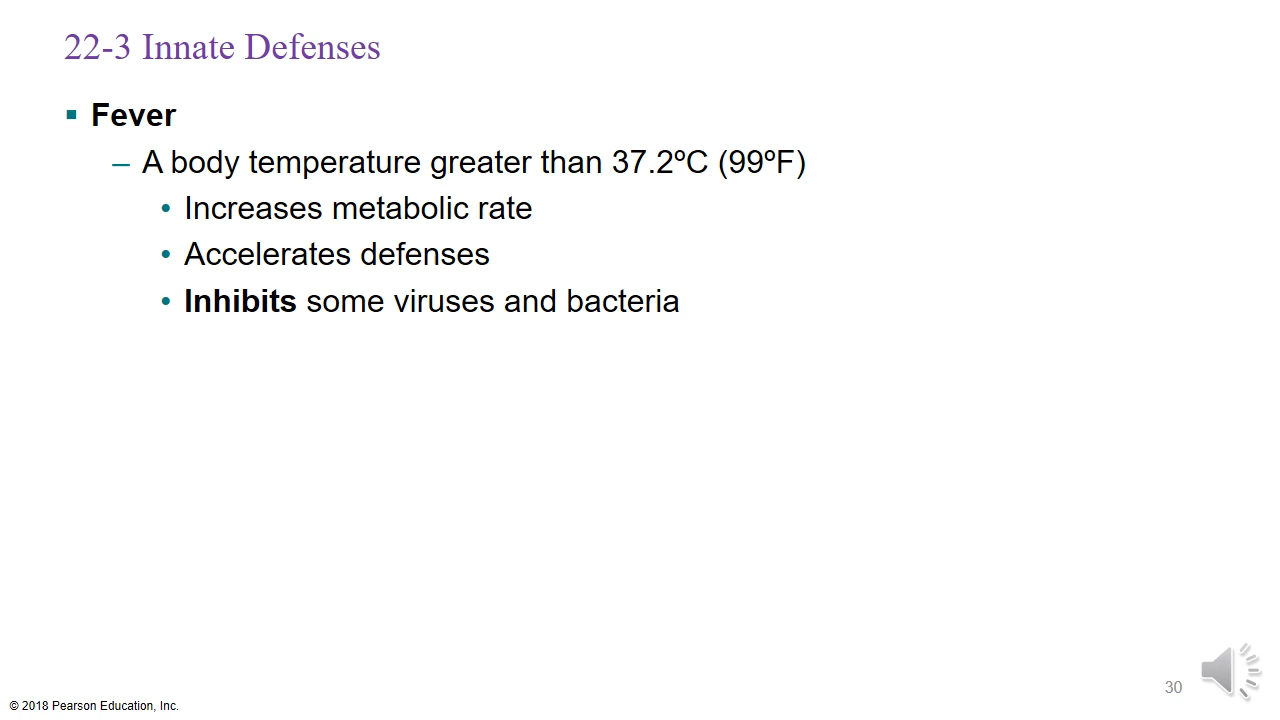 22-3 Innate Defenses
▪ Fever
– A body temperature greater than 37.2ºC (99ºF)
• Increases metabolic rate
• Accelerates defenses
• Inhibits some viruses and bacteria
30
© 2018 Pearson Education, Inc.